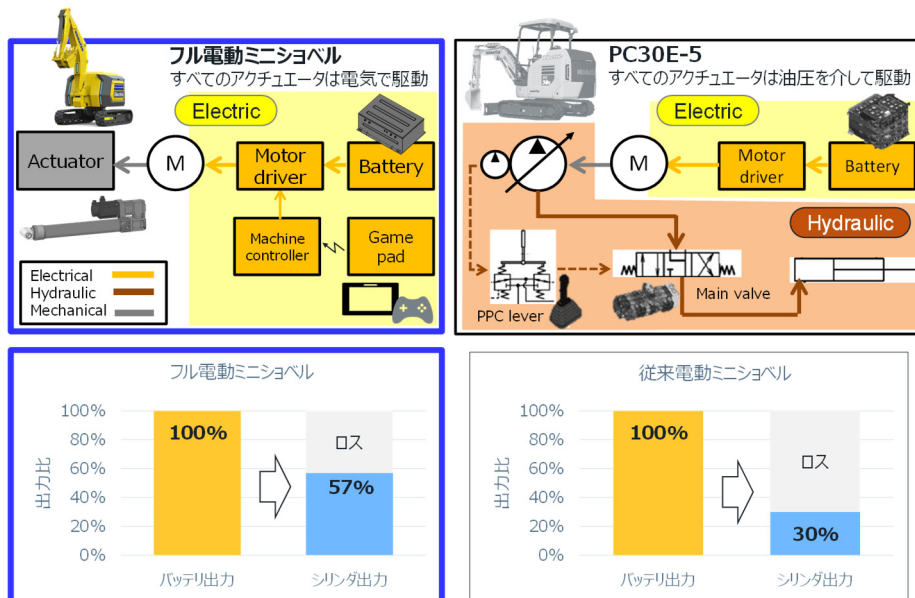 フル電動ミニショベル
すべてのアクチュエータは電気で駆動
Electric
Actuator
M
Motor
driver
Battery
Machine
controller
Game
pad
Electrical
Hydraulic
Mechanical
PC30E-5
すべてのアクチュエータは油圧を介して駆動
Electric
M
Motor
driver
Battery
Hydraulic
PPC lever
Main valve
フル電動ミニショベル
出力比
100%
80%
60%
40%
20%
0%
100%
ロス
57%
バッテリ出力
シリンダ出力
従来電動ミニショベル
出力比
100%
80%
60%
40%
20%
0%
100%
ロス
30%
バッテリ出力
シリンダ出力